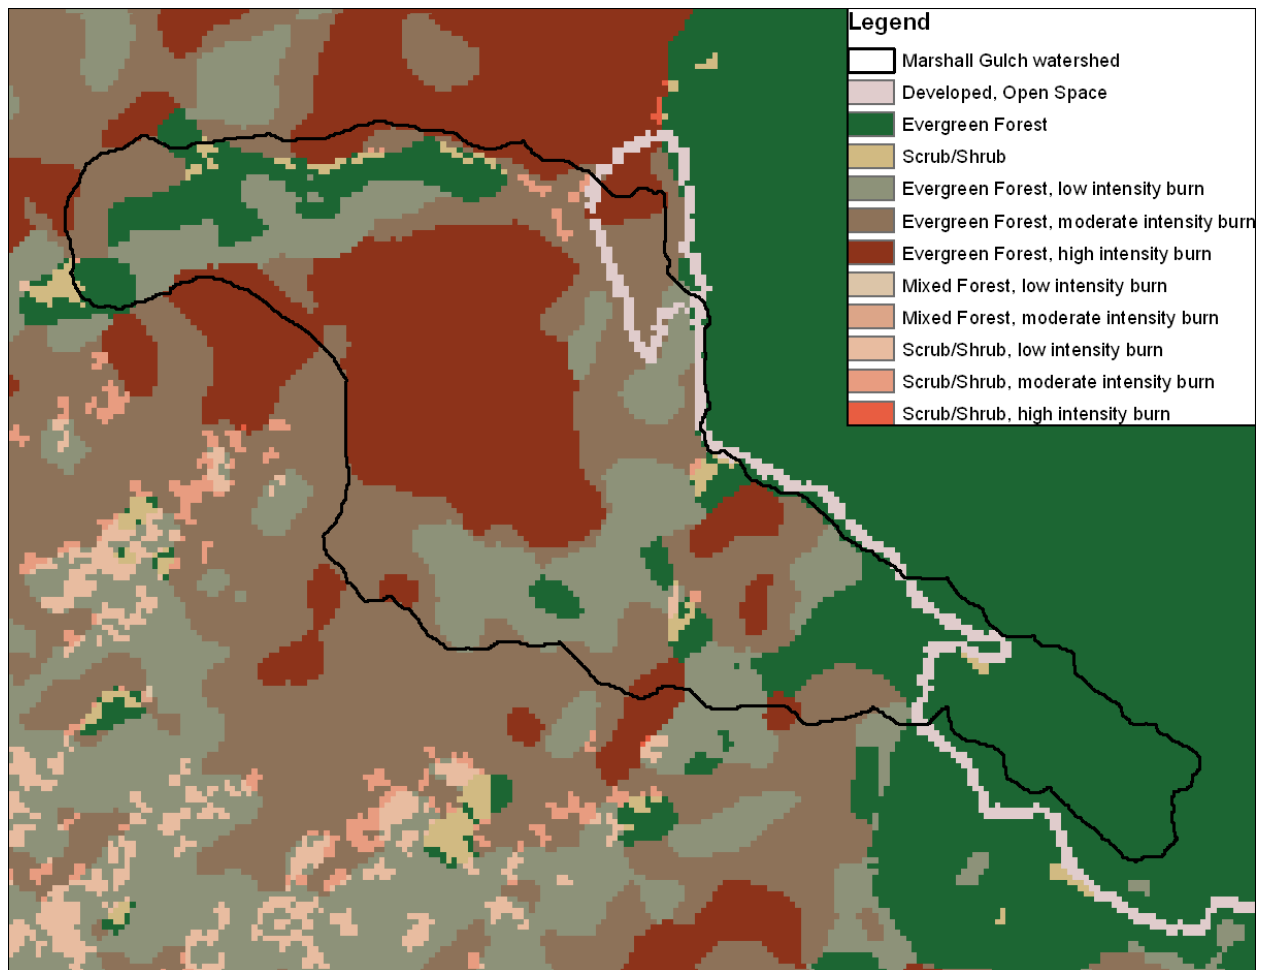 Legend
Marshall Gulch watershed
Developed, Open Space
Evergreen Forest
Scrub/Shrub
Evergreen Forest, low intensity burn
Evergreen Forest, moderate intensity burn
Evergreen Forest, high intensity burn
Mixed Forest, low intensity burn
Mixed Forest, moderate intensity burn
Scrub/Shrub, low intensity burn
Scrub/Shrub, moderate intensity burn
Scrub/Shrub, high intensity burn